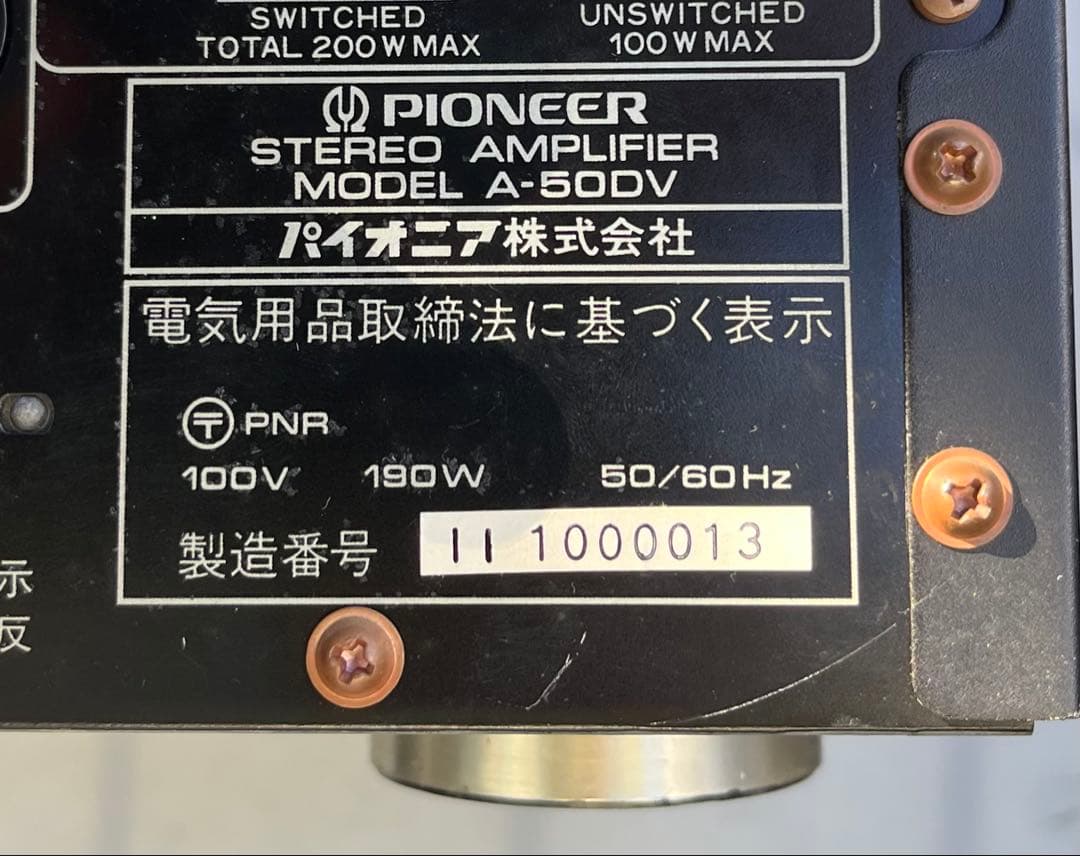 SWITCHED
TOTAL 200W MAX
UNSWITCHED
100W MAX
PIONEER
STEREO AMPLIFIER
MODEL A-50DV
パイオニア株式会社
電気用品取締法に基づく表示
〒 PNR
100V 190W 50/60Hz
製造番号 II 1000013
示
反